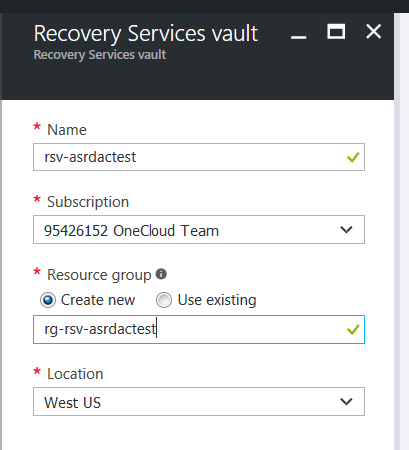 Recovery Services vault
Recovery Services vault
* Name
rsv-asrdactest
* Subscription
95426152 OneCloud Team
* Resource group
Create new Use existing
rg-rsv-asrdactest
* Location
West US